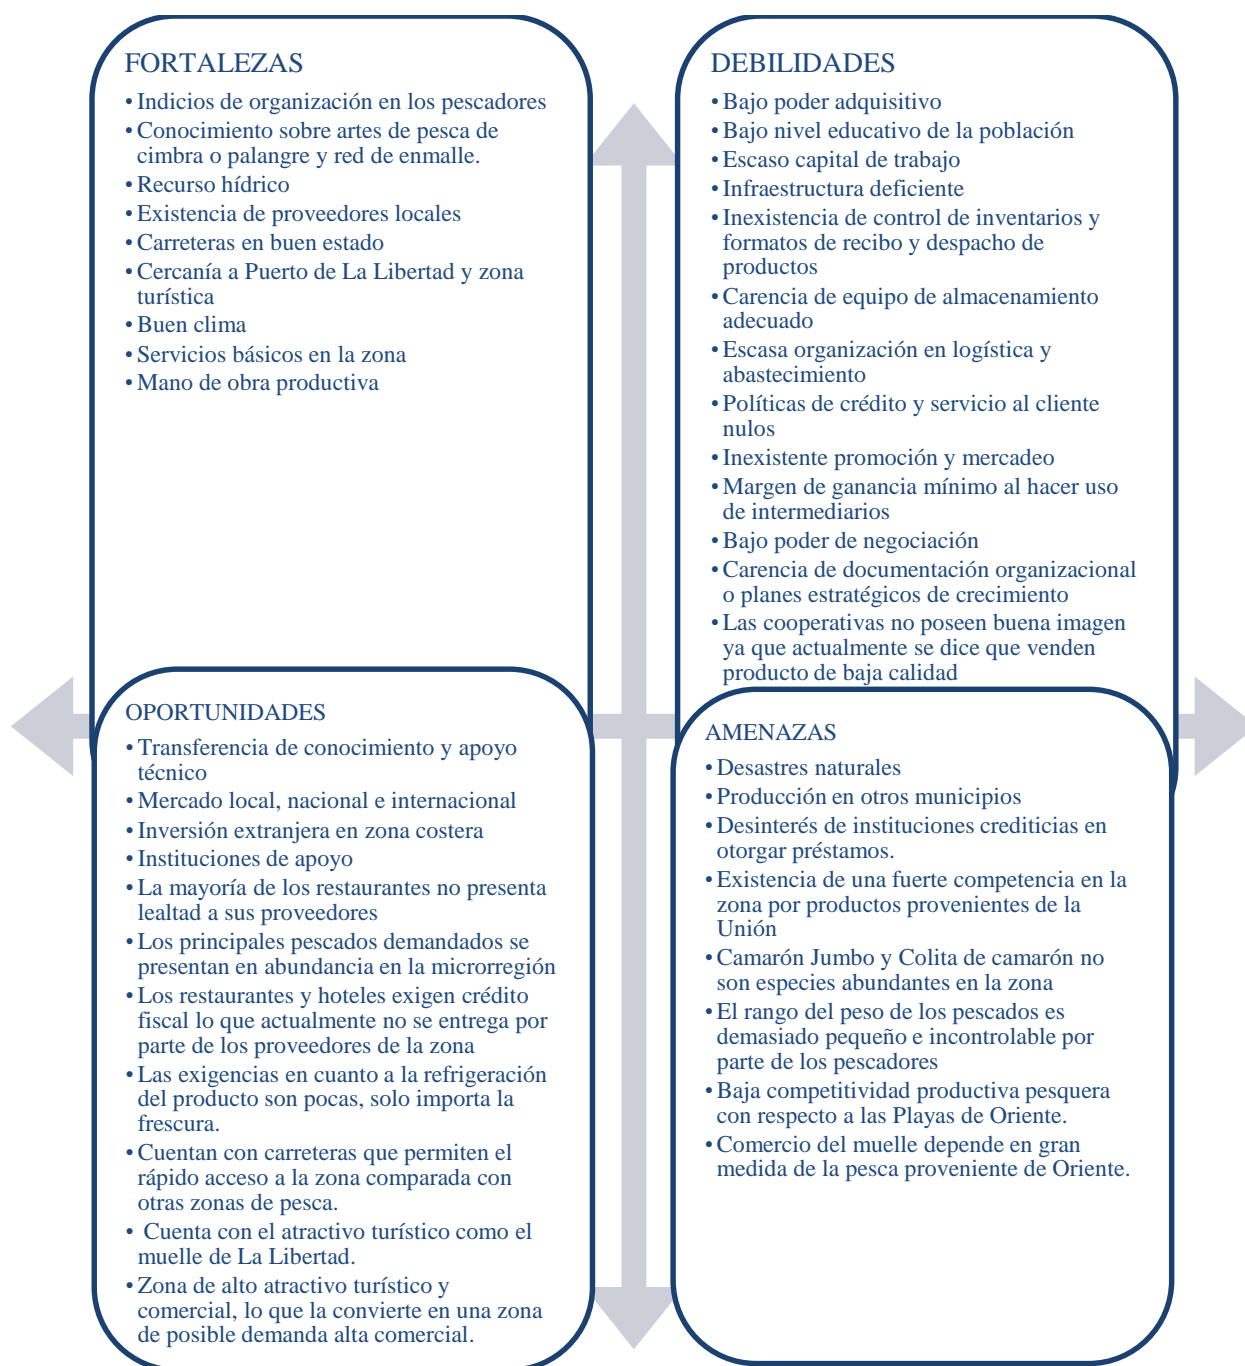 FORTALEZAS
• Indicios de organización en los pescadores
• Conocimiento sobre artes de pesca de
cimbra o palangre y red de enmalle.
• Recurso hídrico
• Existencia de proveedores locales
• Carreteras en buen estado
• Cercanía a Puerto de La Libertad y zona
turística
• Buen clima
• Servicios básicos en la zona
• Mano de obra productiva
DEBILIDADES
• Bajo poder adquisitivo
• Bajo nivel educativo de la población
• Escaso capital de trabajo
• Infraestructura deficiente
• Inexistencia de control de inventarios y
formatos de recibo y despacho de
productos
• Carencia de equipo de almacenamiento
adecuado
• Escasa organización en logística y
abastecimiento
• Políticas de crédito y servicio al cliente
nulos
• Inexistente promoción y mercadeo
• Margen de ganancia mínimo al hacer uso
de intermediarios
• Bajo poder de negociación
• Carencia de documentación organizacional
o planes estratégicos de crecimiento
• Las cooperativas no poseen buena imagen
ya que actualmente se dice que venden
producto de baja calidad
OPORTUNIDADES
• Transferencia de conocimiento y apoyo
técnico
• Mercado local, nacional e internacional
• Inversión extranjera en zona costera
• Instituciones de apoyo
• La mayoría de los restaurantes no presenta
lealtad a sus proveedores
• Los principales pescados demandados se
presentan en abundancia en la microrregión
• Los restaurantes y hoteles exigen crédito
fiscal lo que actualmente no se entrega por
parte de los proveedores de la zona
• Las exigencias en cuanto a la refrigeración
del producto son pocas, solo importa la
frescura.
• Cuentan con carreteras que permiten el
rápido acceso a la zona comparada con
otras zonas de pesca.
• Cuenta con el atractivo turístico como el
muelle de La Libertad.
• Zona de alto atractivo turístico y
comercial, lo que la convierte en una zona
de posible demanda alta comercial.
AMENAZAS
• Desastres naturales
• Producción en otros municipios
• Desinterés de instituciones crediticias en
otorgar préstamos.
• Existencia de una fuerte competencia en la
zona por productos provenientes de la
Unión
• Camarón Jumbo y Colita de camarón no
son especies abundantes en la zona
• El rango del peso de los pescados es
demasiado pequeño e incontrolable por
parte de los pescadores
• Baja competitividad productiva pesquera
con respecto a las Playas de Oriente.
• Comercio del muelle depende en gran
medida de la pesca proveniente de Oriente.